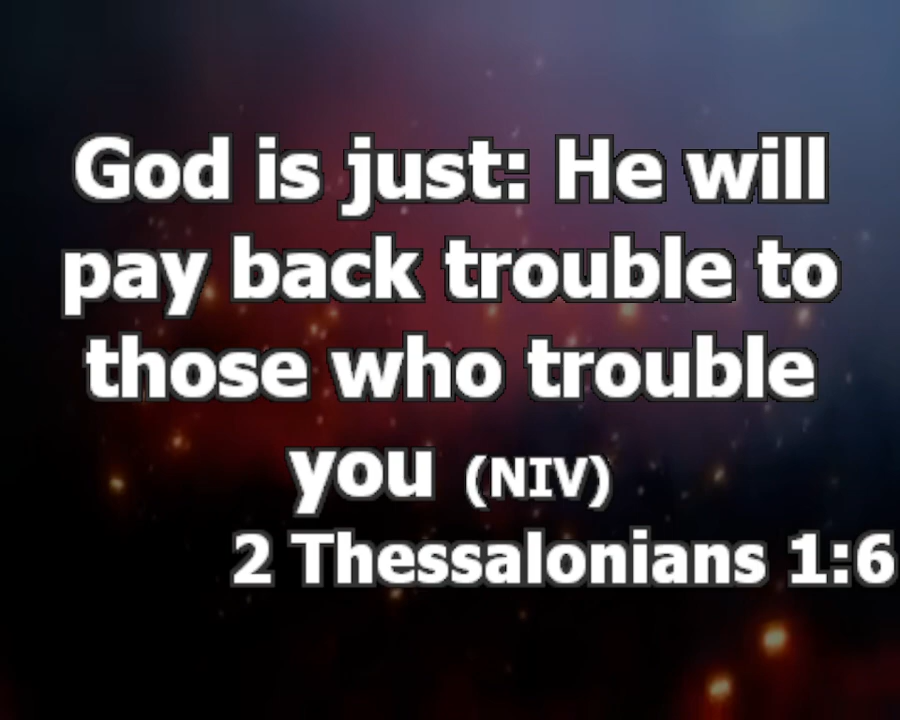 God is just: He will
pay back trouble to
those who trouble
you (NIV)
2 Thessalonians 1:6